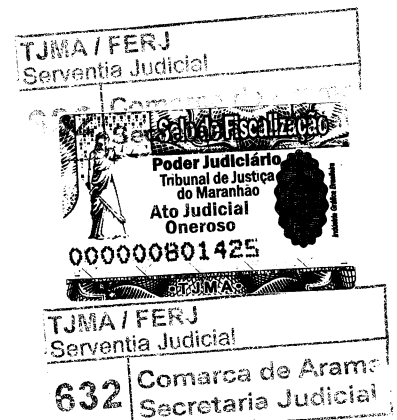 TJMA / FERJ
Serventia Judicial
Selo de Fiscalização
Poder Judiciário
Tribunal de Justiça
do Maranhão
Ato Judicial
Oneroso
000000801425
TJMA
TJMA / FERJ
Serventia Judicial
632
Comarca de Arama
Secretaria Judicial